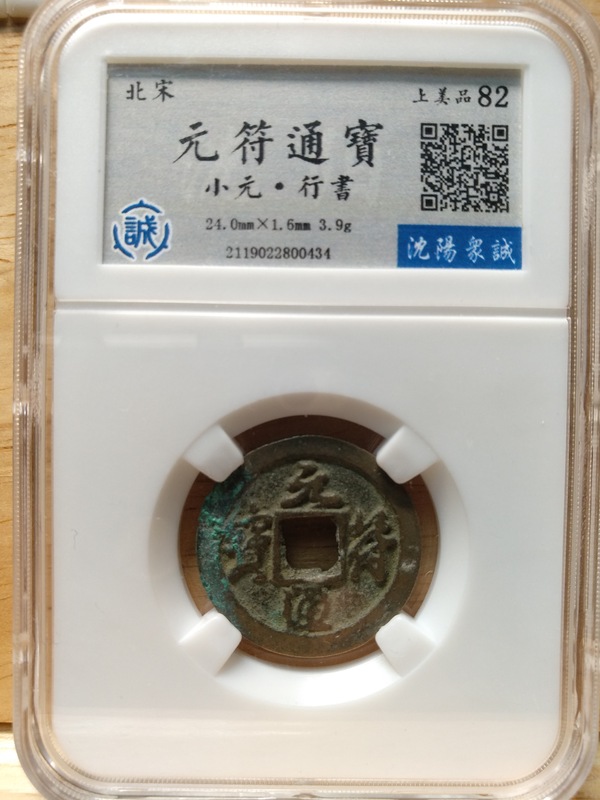 北宋
上美品82
元符通寶
小元·行書
24.0mm×1.6mm 3.9g
誠
2119022800434
沈陽衆誠
元符通寶